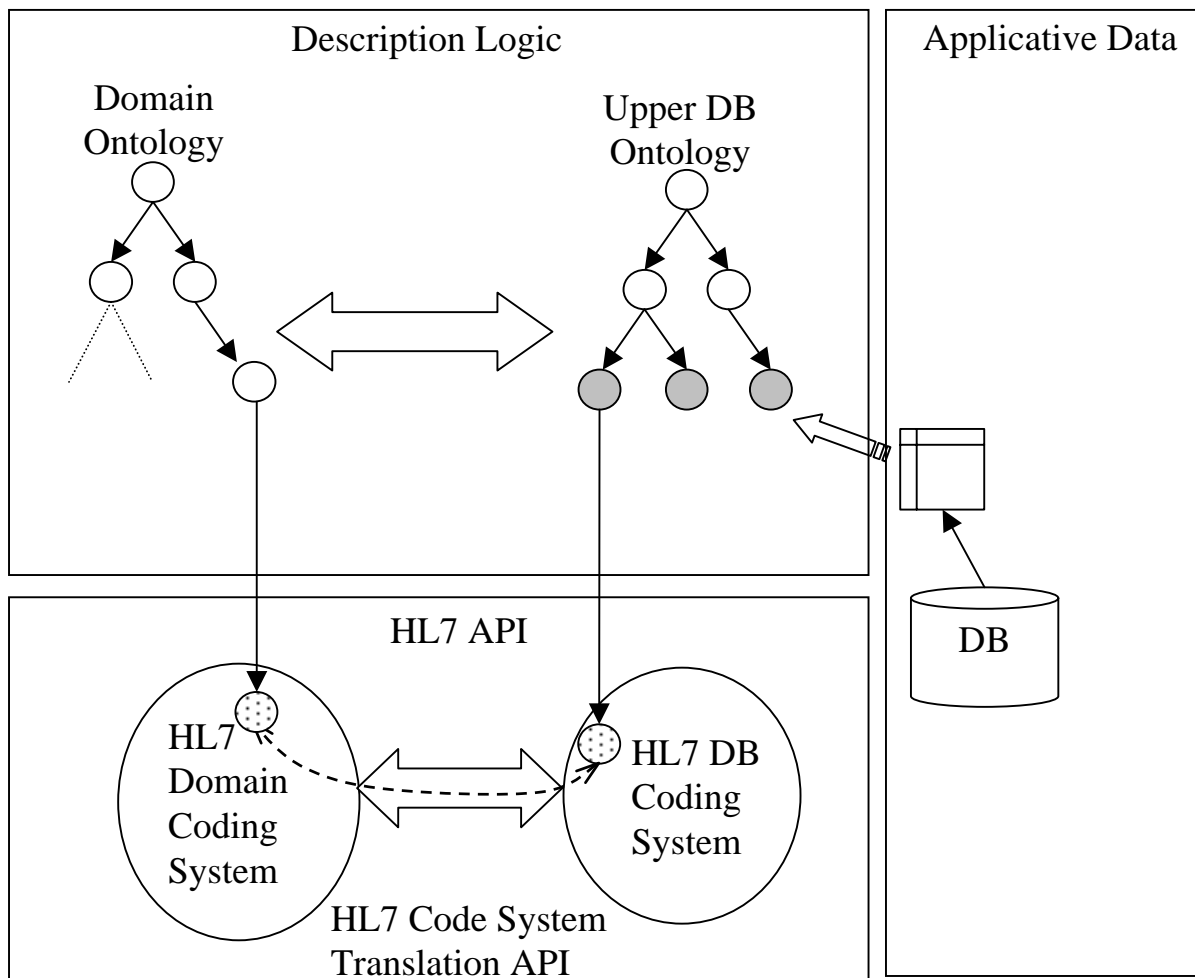 Description Logic
Applicative Data
Domain
Ontology
Upper DB
Ontology
DB
HL7 API
HL7
Domain
Coding
System
HL7 DB
Coding
System
HL7 Code System
Translation API